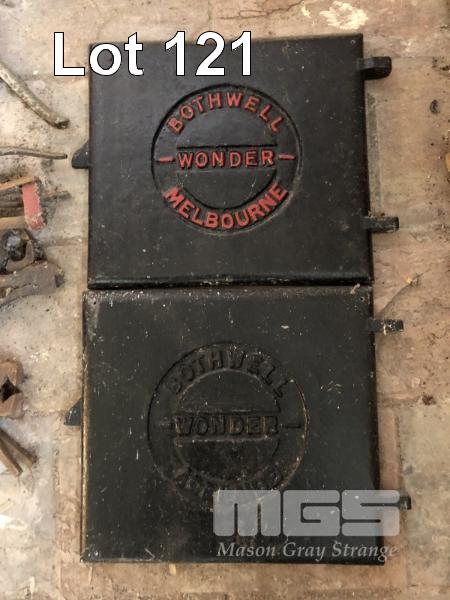 Lot 121
BOTHWELL
WONDER
MELBOURNE
BOTHWELL
WONDER
MGS
Mason Gray Strange